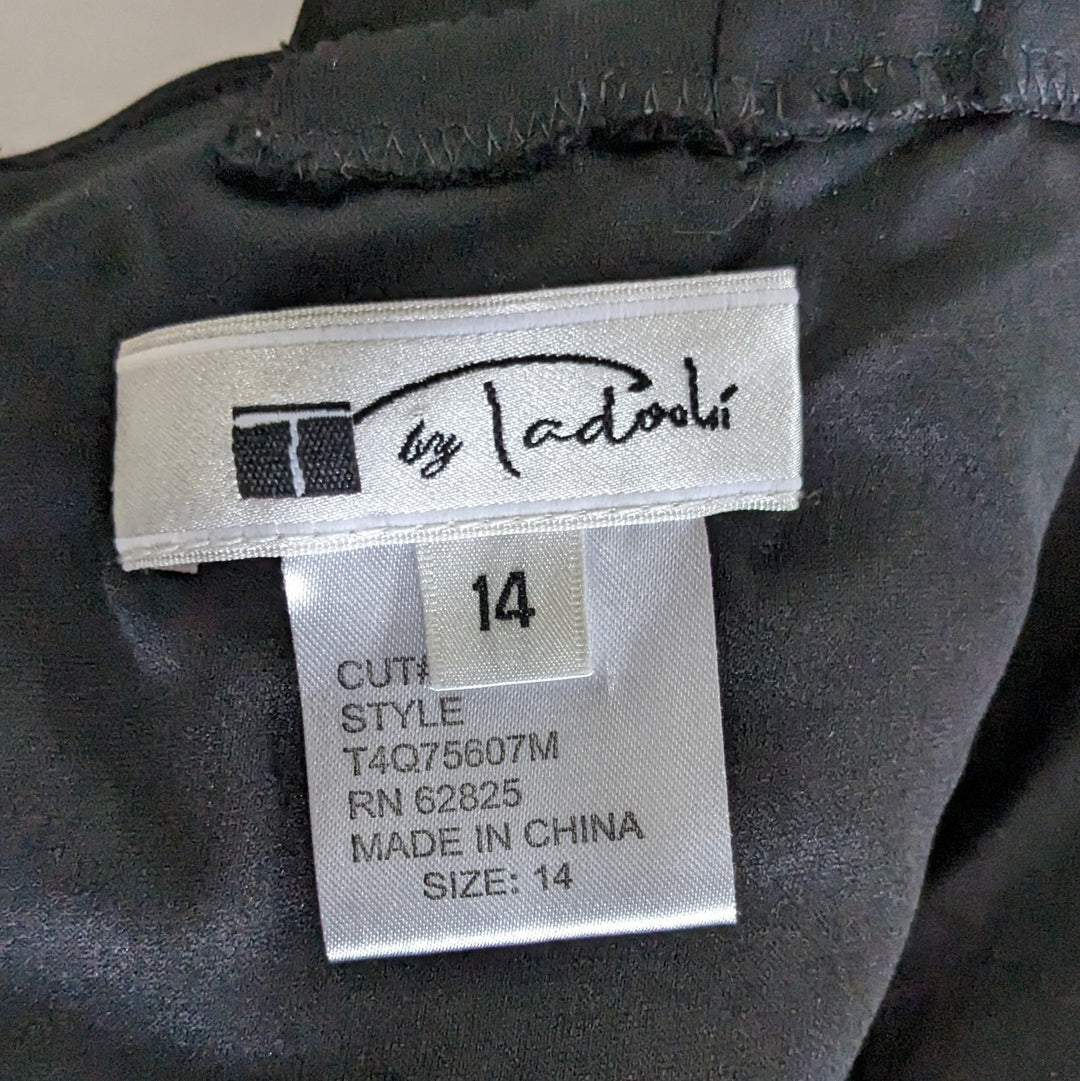 T by Tadashi
14
CUT#
STYLE
T4Q75607M
RN 62825
MADE IN CHINA
SIZE: 14